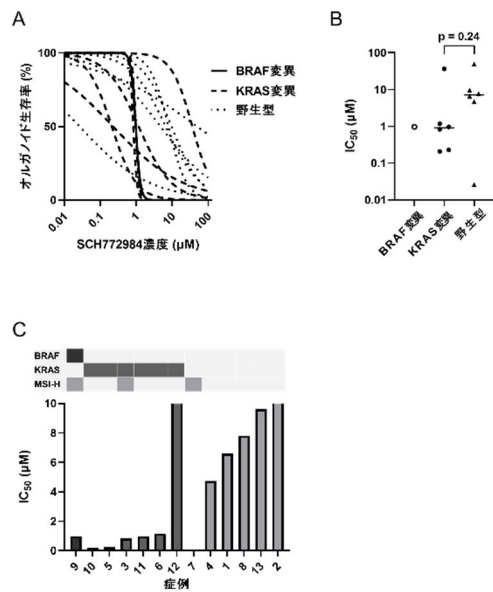 A
オルガノイド生存率 (%)
100
50
0
0.01
0.1
1
10
100
SCH772984濃度 (μM)
BRAF変異
KRAS変異
野生型
B
p = 0.24
IC50 (μM)
100
10
1
0.1
0.01
BRAF変異
KRAS変異
野生型
C
BRAF
KRAS
MSI-H
IC50 (μM)
10
8
6
4
2
0
9 10 5 3 11 6 12 7 4 1 8 13 2
症例